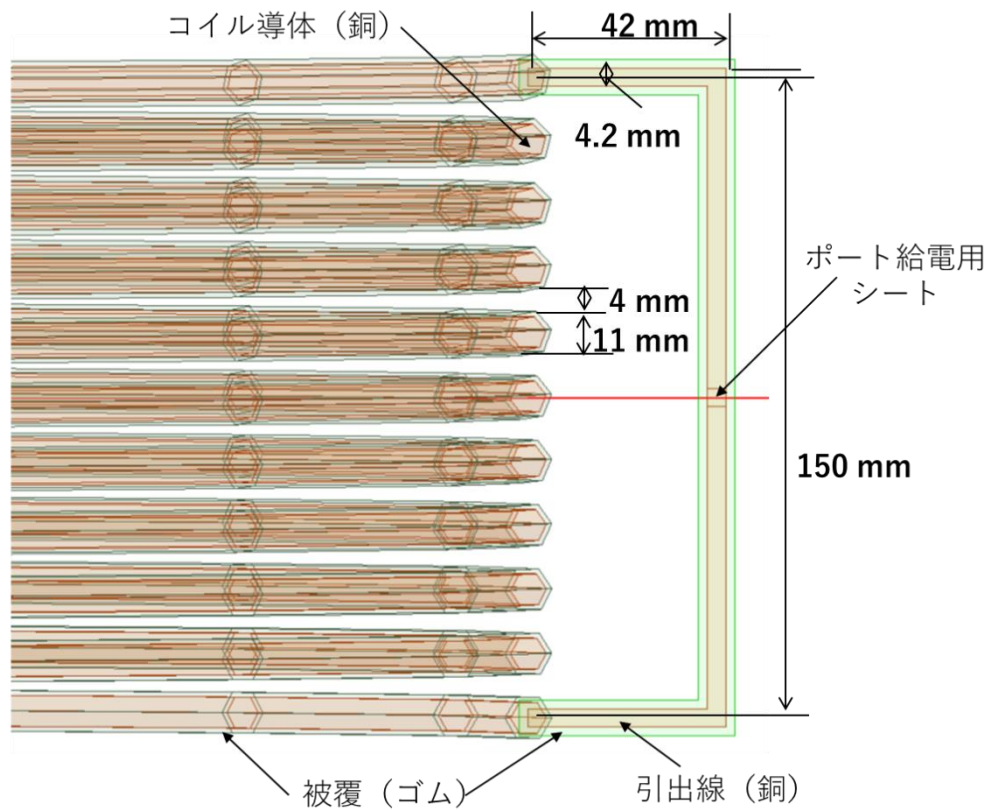 コイル導体（銅）
42 mm
4.2 mm
ポート給電用
シート
4 mm
11 mm
150 mm
被覆（ゴム）
引出線（銅）